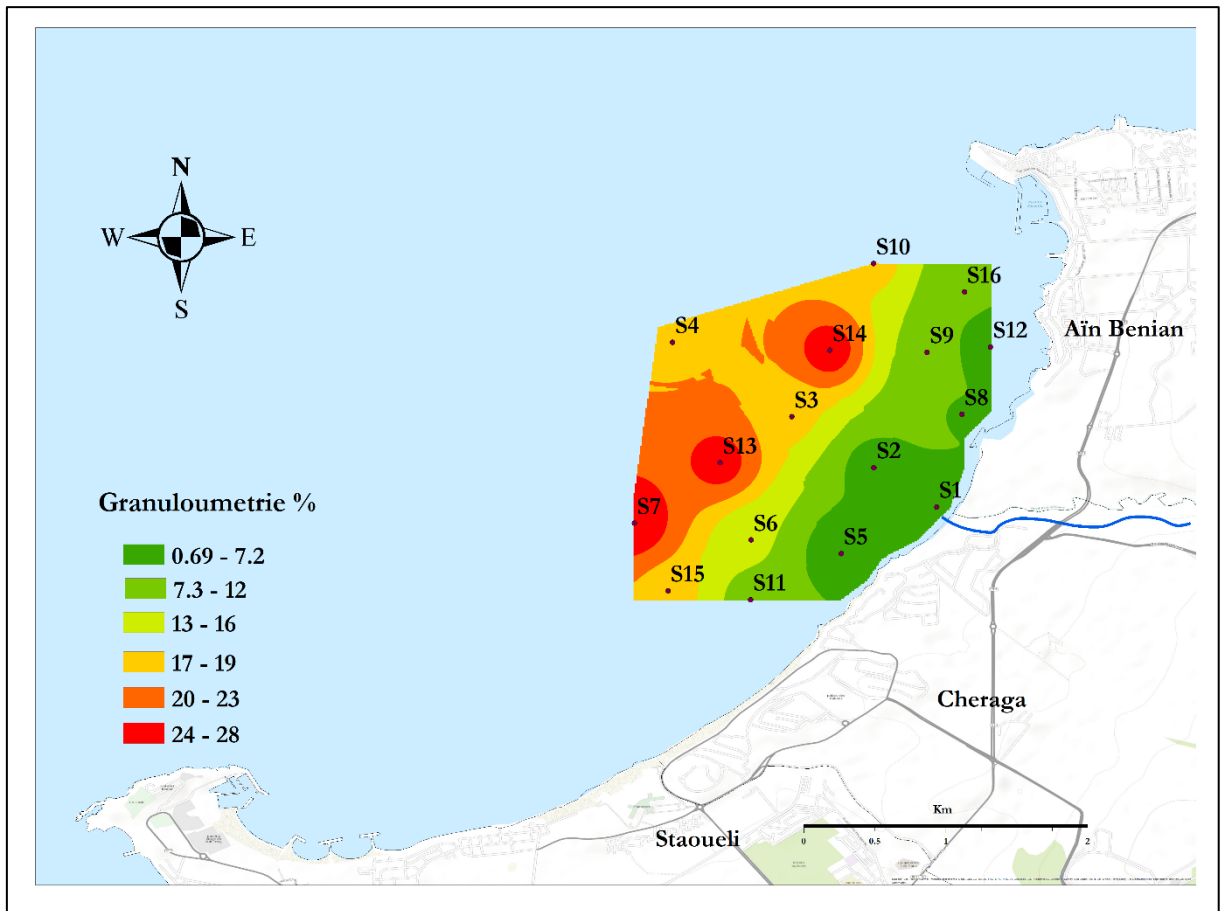 N
W E
S
S10
S16
S4
S14
S9
S12
Aïn Benian
S3
S8
S13
S2
S7
S1
Granuloumetrie %
S6
S5
0.69 - 7.2
S15
S11
7.3 - 12
13 - 16
17 - 19
20 - 23
24 - 28
Cheraga
Staoueli
Km
0 0.5 1 2